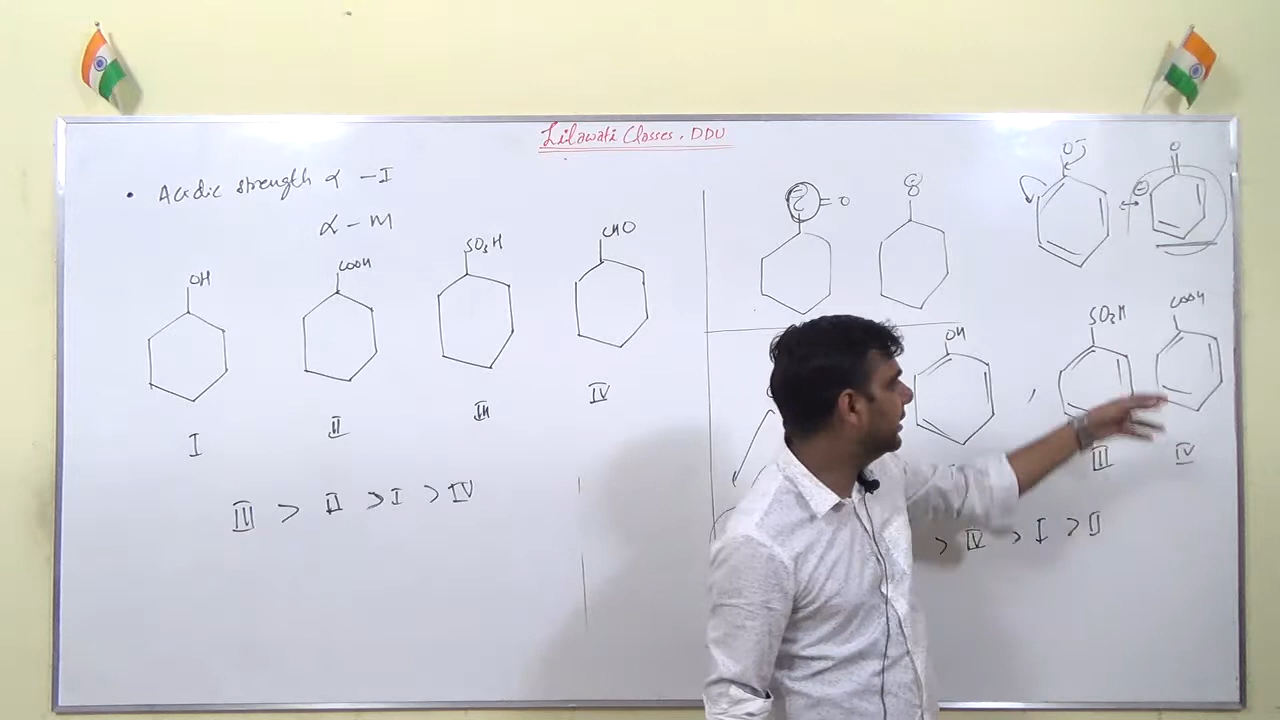 Lilawati Classes. DDU
• Acidic strength α -I
α -M
OH
COOH
SO3H
CHO
I
II
III
IV
III > II > I > IV
=O
O
O
OH
SO3H
COOH
III
IV
> IV > I > II